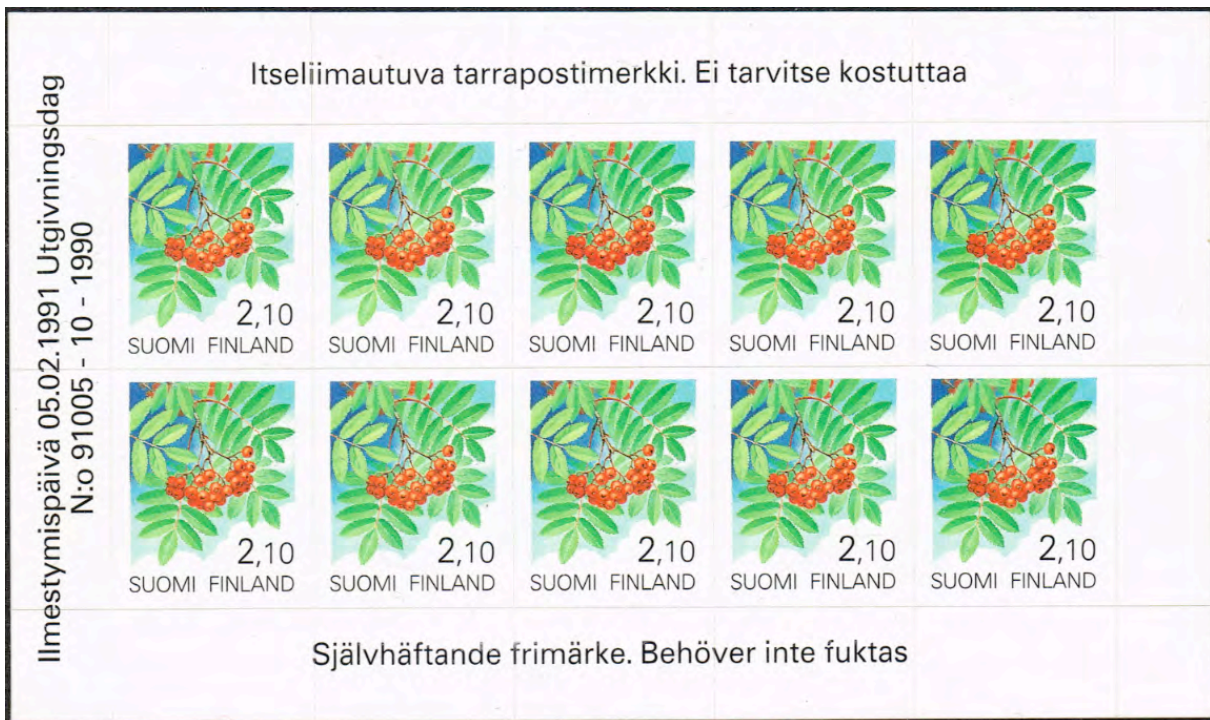 Itseliimautuva tarrapostimerkki. Ei tarvitse kostuttaa
Ilmestymispäivä 05.02.1991 Utgivningsdag
N:o 91005 - 10 - 1990
2,10
SUOMI FINLAND
2,10
SUOMI FINLAND
2,10
SUOMI FINLAND
2,10
SUOMI FINLAND
2,10
SUOMI FINLAND
2,10
SUOMI FINLAND
2,10
SUOMI FINLAND
2,10
SUOMI FINLAND
2,10
SUOMI FINLAND
2,10
SUOMI FINLAND
Självhäftande frimärke. Behöver inte fuktas